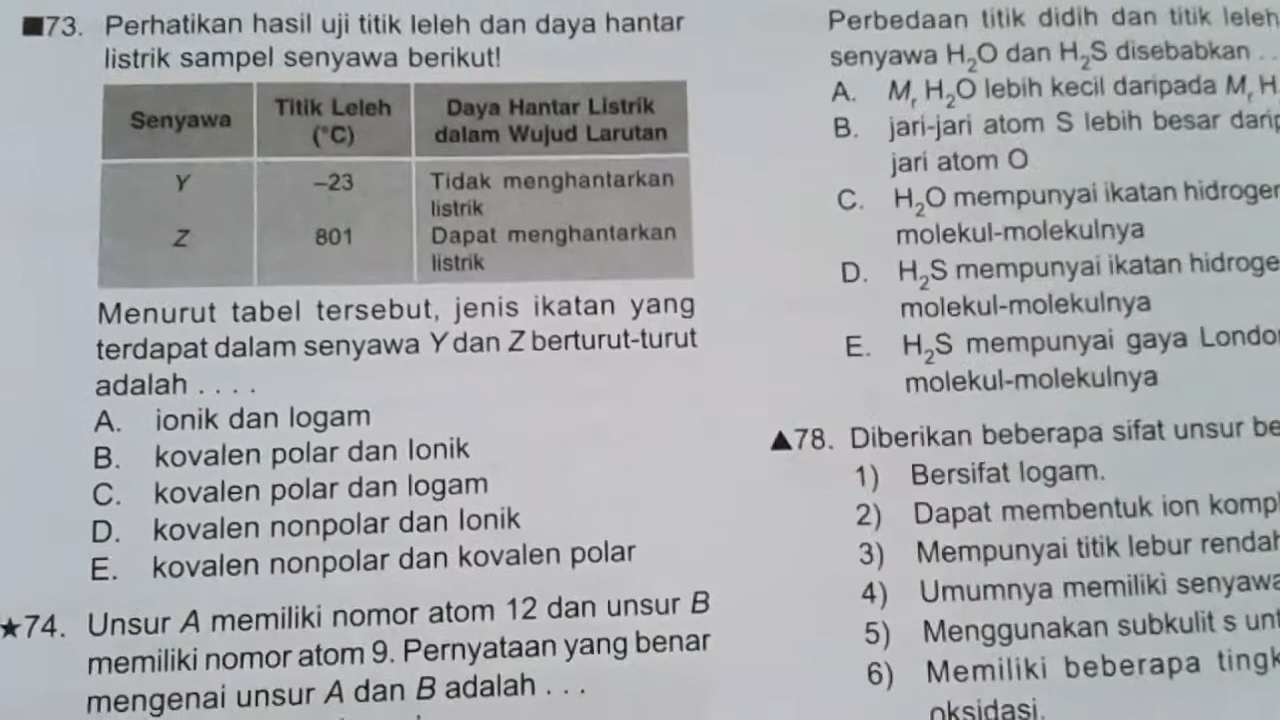 ■73. Perhatikan hasil uji titik leleh dan daya hantar
listrik sampel senyawa berikut!
Senyawa Titik Leleh (°C) Daya Hantar Listrik dalam Wujud Larutan
Y –23 Tidak menghantarkan listrik
Z 801 Dapat menghantarkan listrik
Menurut tabel tersebut, jenis ikatan yang
terdapat dalam senyawa Y dan Z berturut-turut
adalah . . . .
A. ionik dan logam
B. kovalen polar dan Ionik
C. kovalen polar dan logam
D. kovalen nonpolar dan Ionik
E. kovalen nonpolar dan kovalen polar
★74. Unsur A memiliki nomor atom 12 dan unsur B
memiliki nomor atom 9. Pernyataan yang benar
mengenai unsur A dan B adalah . . .
Perbedaan titik didih dan titik leleh
senyawa H₂O dan H₂S disebabkan . .
A. Mᵣ H₂O lebih kecil daripada Mᵣ H
B. jari-jari atom S lebih besar
jari atom O
C. H₂O mempunyai ikatan
molekul-molekulnya
D. H₂S mempunyai ikatan
molekul-molekulnya
E. H₂S mempunyai gaya
molekul-molekulnya
▲78. Diberikan beberapa sifat unsur
1) Bersifat logam.
2) Dapat membentuk ion
3) Mempunyai titik lebur
4) Umumnya memiliki
5) Menggunakan subkulit s
6) Memiliki beberapa
oksidasi.